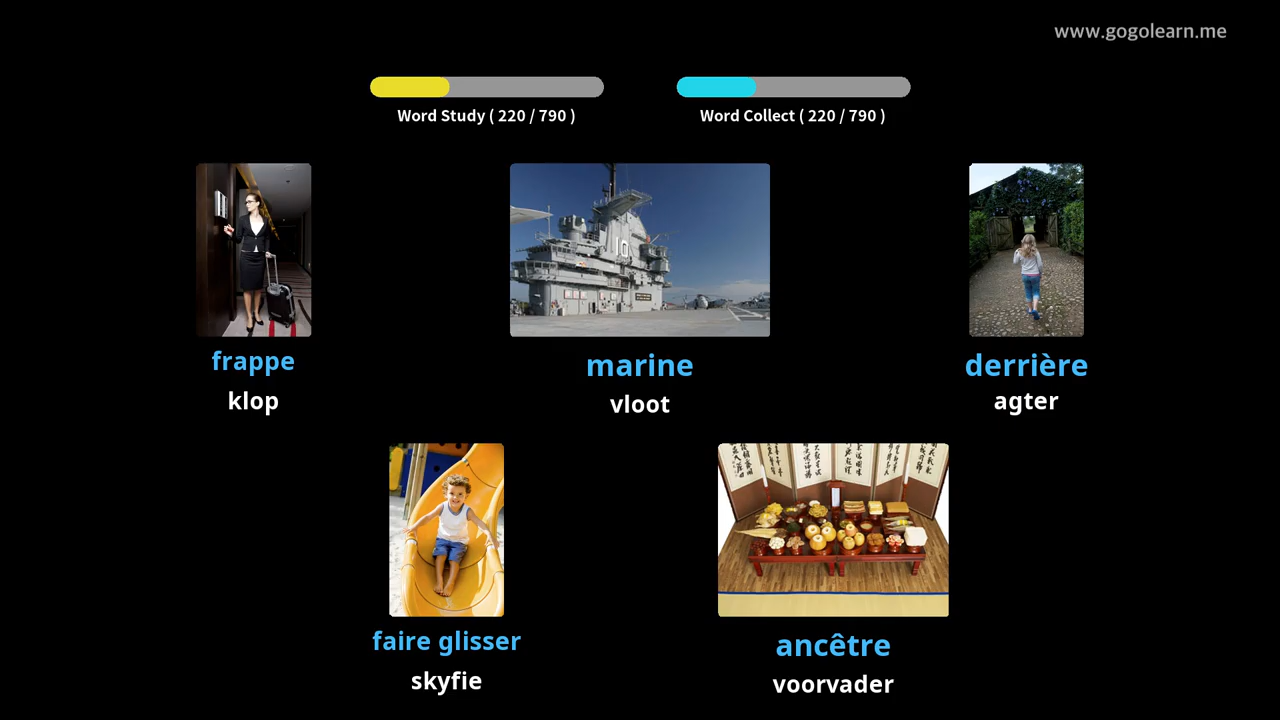 www.gogolearn.me
Word Study ( 220 / 790 )
Word Collect ( 220 / 790 )
frappe
klop
marine
vloot
derrière
agter
faire glisser
skyfie
ancêtre
voorvader